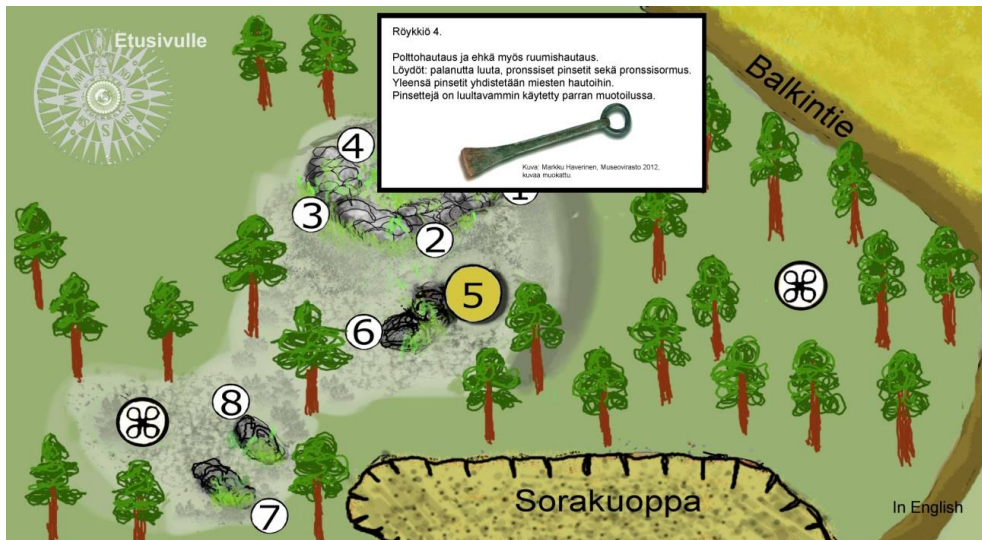 Etusivulle
Röykkiö 4.
Polttohautaus ja ehkä myös ruumishautaus.
Löydöt: palanutta luuta, pronssiset pinsetit sekä pronssisormus.
Yleensä pinsetit yhdistetään miesten hautoihin.
Pinsettejä on luultavammin käytetty parran muotoilussa.
Kuva: Markku Haverinen, Museovirasto 2012,
kuvaa muokattu.
Balkintie
4
1
3
2
5
6
8
7
Sorakuoppa
In English